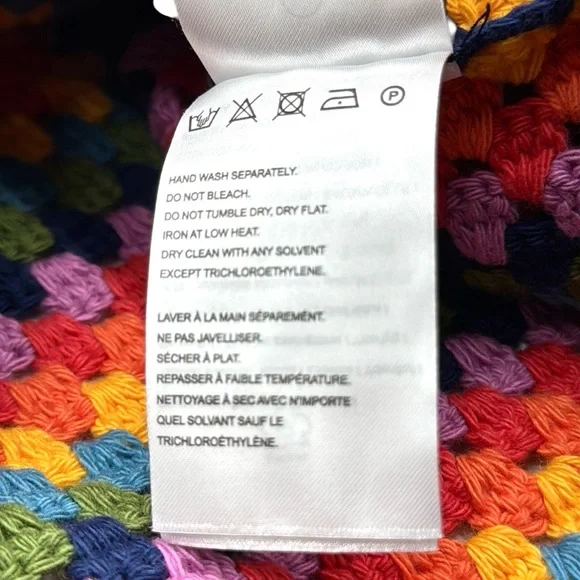 P
HAND WASH SEPARATELY.
DO NOT BLEACH.
DO NOT TUMBLE DRY, DRY FLAT.
IRON AT LOW HEAT.
DRY CLEAN WITH ANY SOLVENT
EXCEPT TRICHLOROETHYLENE.
LAVER À LA MAIN SÉPARÉMENT.
NE PAS JAVELLISER.
SÉCHER À PLAT.
REPASSER À FAIBLE TEMPÉRATURE.
NETTOYAGE À SEC AVEC N'IMPORTE
QUEL SOLVANT SAUF LE
TRICHLOROÉTHYLÈNE.